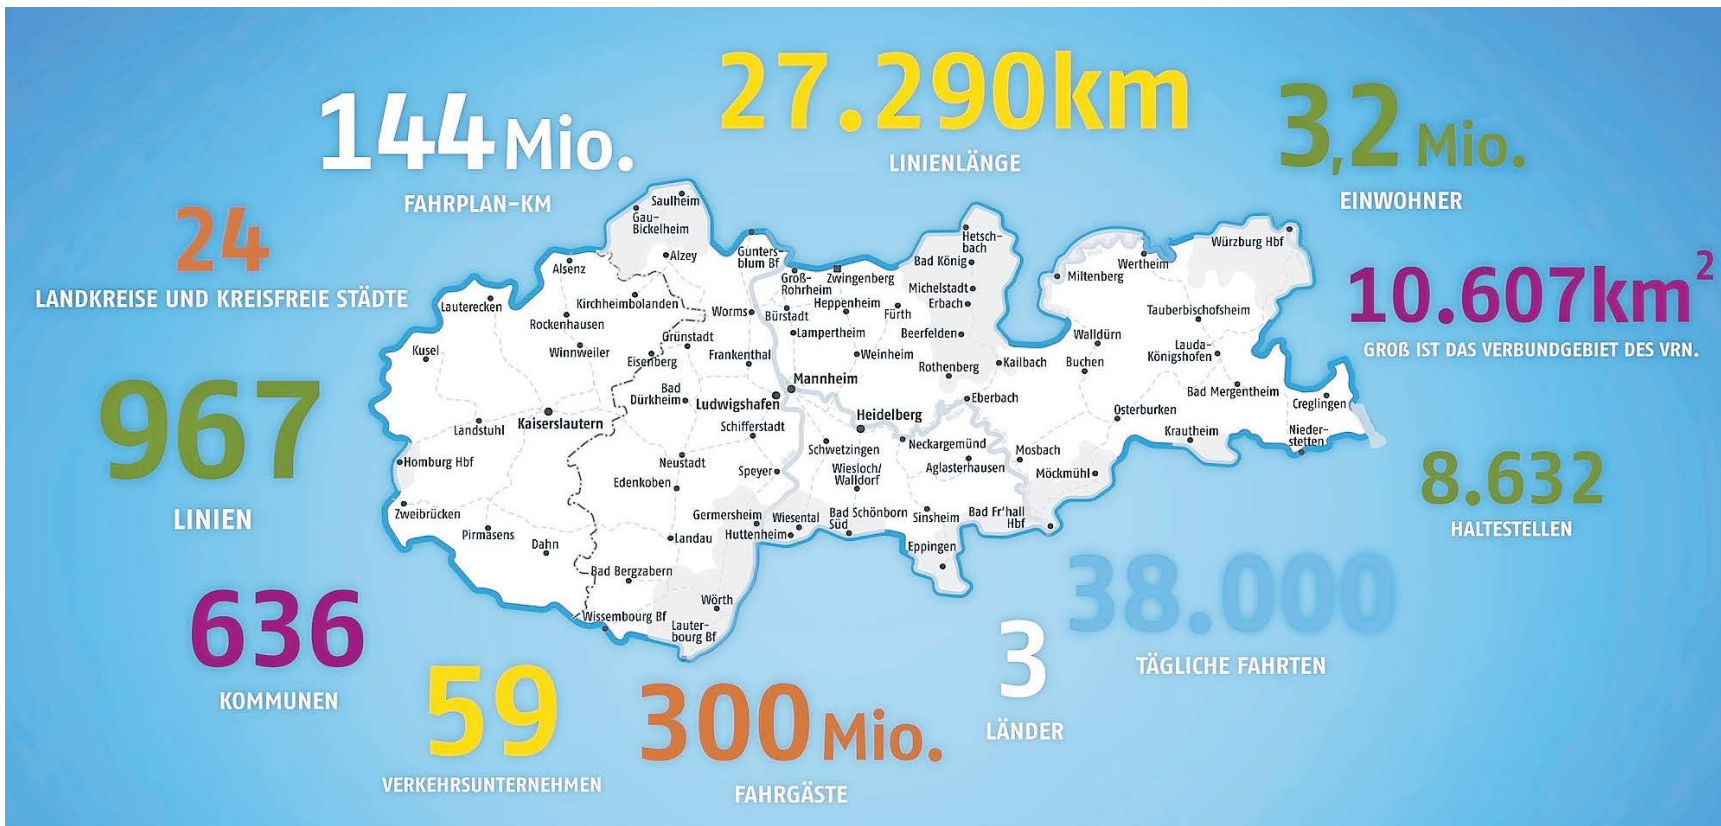 27.290km
LINIENLÄNGE
144 Mio.
FAHRPLAN-KM
3,2 Mio.
EINWOHNER
24
LANDKREISE UND KREISFREIE STÄDTE
10.607km²
GROß IST DAS VERBUNDGEBIET DES VRN.
967
LINIEN
8.632
HALTESTELLEN
636
KOMMUNEN
38.000
TÄGLICHE FAHRTEN
59
VERKEHRSUNTERNEHMEN
300 Mio.
FAHRGÄSTE
3
LÄNDER
Saulheim
Gau-
Bickelheim
Alzey
Alsenz
Kirchheimbolanden
Lauterecken
Rockenhausen
Kusel
Winnweiler
Eisenberg
Grünstadt
Landstuhl
Kaiserslautern
Homburg Hbf
Zweibrücken
Pirmasens
Dahn
Gunters-
blum Bf
Groß-
Rohrheim
Zwingenberg
Worms
Bürstadt
Heppenheim
Fürth
Lampertheim
Frankenthal
Weinheim
Bad
Dürkheim
Mannheim
Ludwigshafen
Heidelberg
Schifferstadt
Schwetzingen
Neckargemünd
Neustadt
Speyer
Wiesloch/
Walldorf
Aglasterhausen
Edenkoben
Germersheim
Wiesental
Bad Schönborn
Süd
Sinsheim
Bad Fr'hall
Hbf
Huttenheim
Landau
Eppingen
Bad Bergzabern
Wörth
Wissembourg Bf
Lauter-
bourg Bf
Hetsch-
bach
Bad König
Michelstadt
Erbach
Beerfelden
Rothenberg
Kailbach
Eberbach
Mosbach
Möckmühl
Miltenberg
Wertheim
Würzburg Hbf
Tauberbischofsheim
Walldürn
Buchen
Lauda-
Königshofen
Bad Mergentheim
Creglingen
Osterburken
Krautheim
Nieder-
stetten